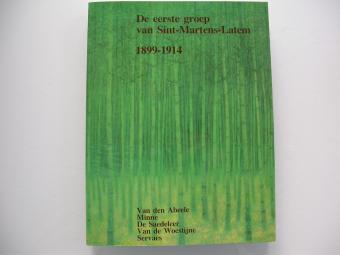 De eerste groep
van Sint-Martens-Latem
1899-1914
Van den Abeele
Minne
De Saedeleer
Van de Woestijne
Servaes